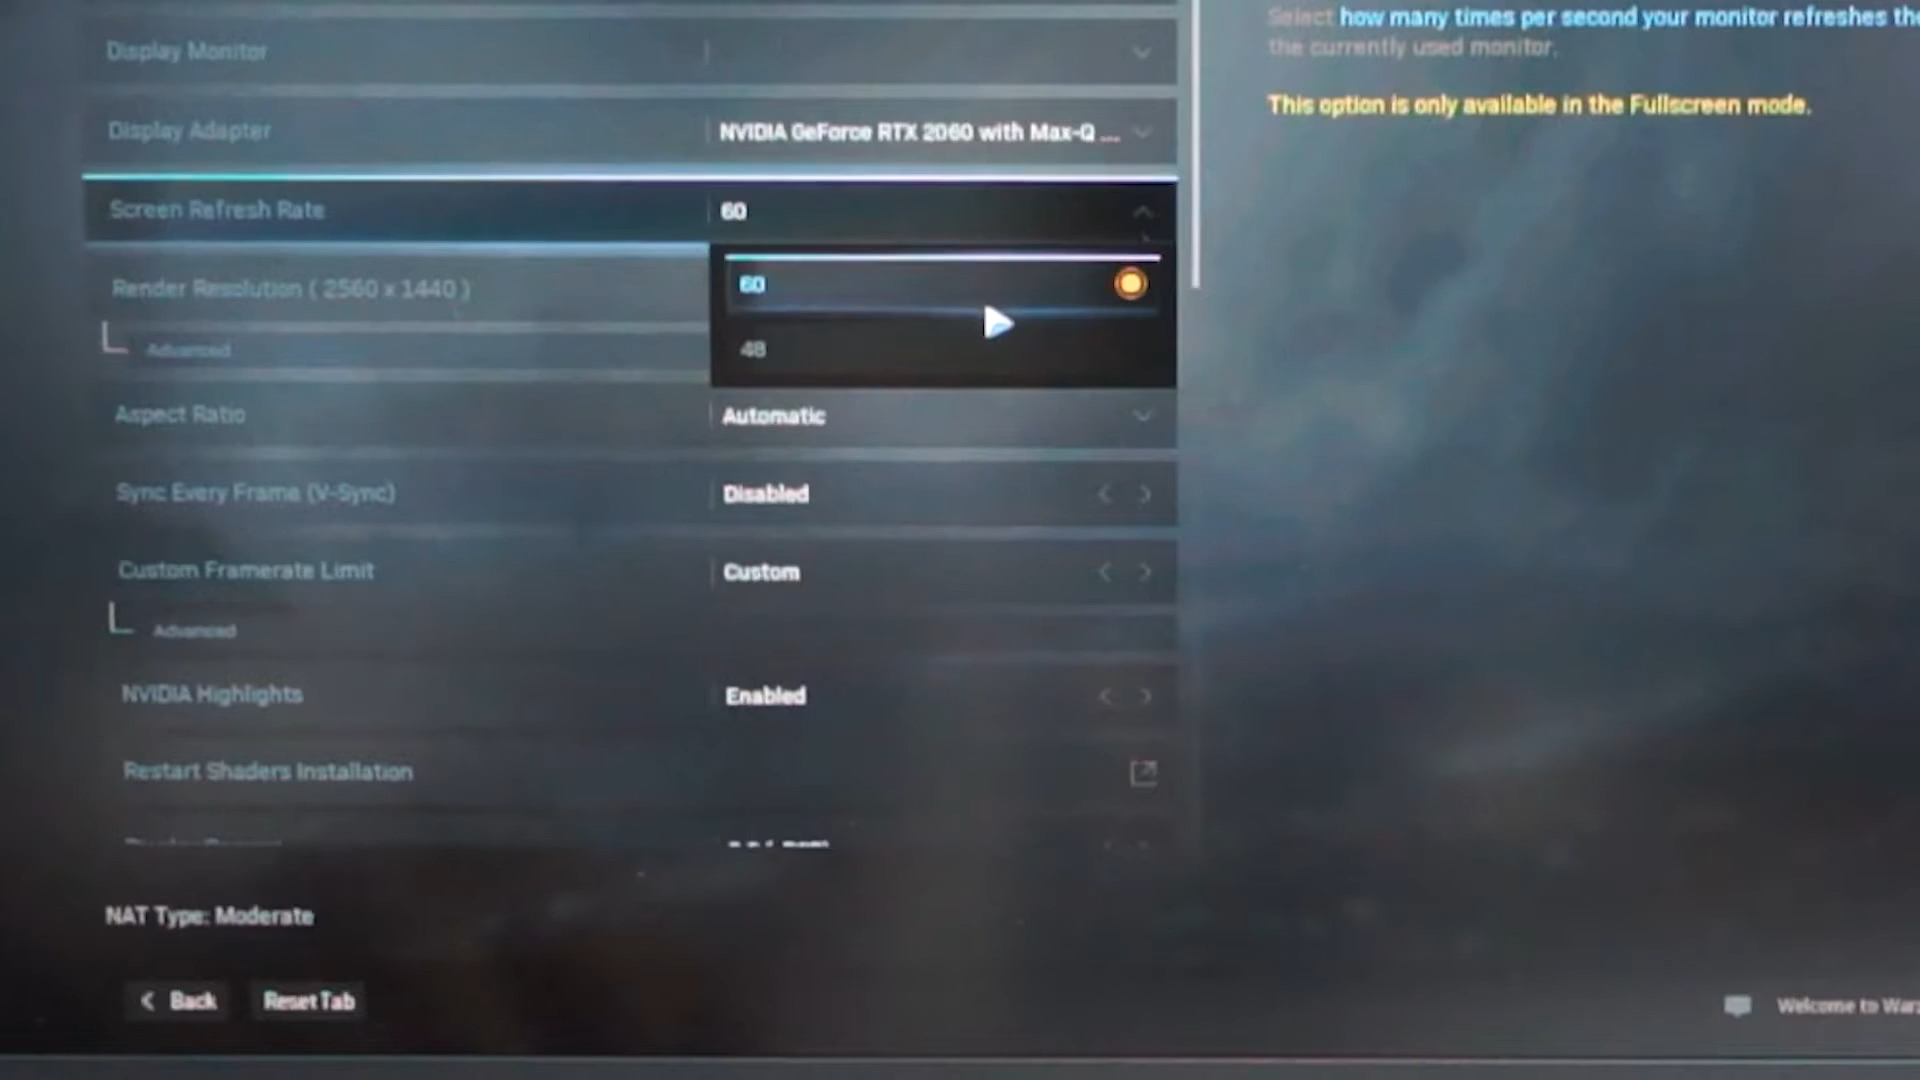 Select how many times per second your monitor refreshes the
the currently used monitor.
This option is only available in the Fullscreen mode.
Display Monitor
Display Adapter NVIDIA GeForce RTX 2060 with Max-Q ...
Screen Refresh Rate 60
60
48
Render Resolution ( 2560 x 1440 )
Advanced
Aspect Ratio Automatic
Sync Every Frame (V-Sync) Disabled
Custom Framerate Limit Custom
Advanced
NVIDIA Highlights Enabled
Restart Shaders Installation
NAT Type: Moderate
Back Reset Tab
Welcome to